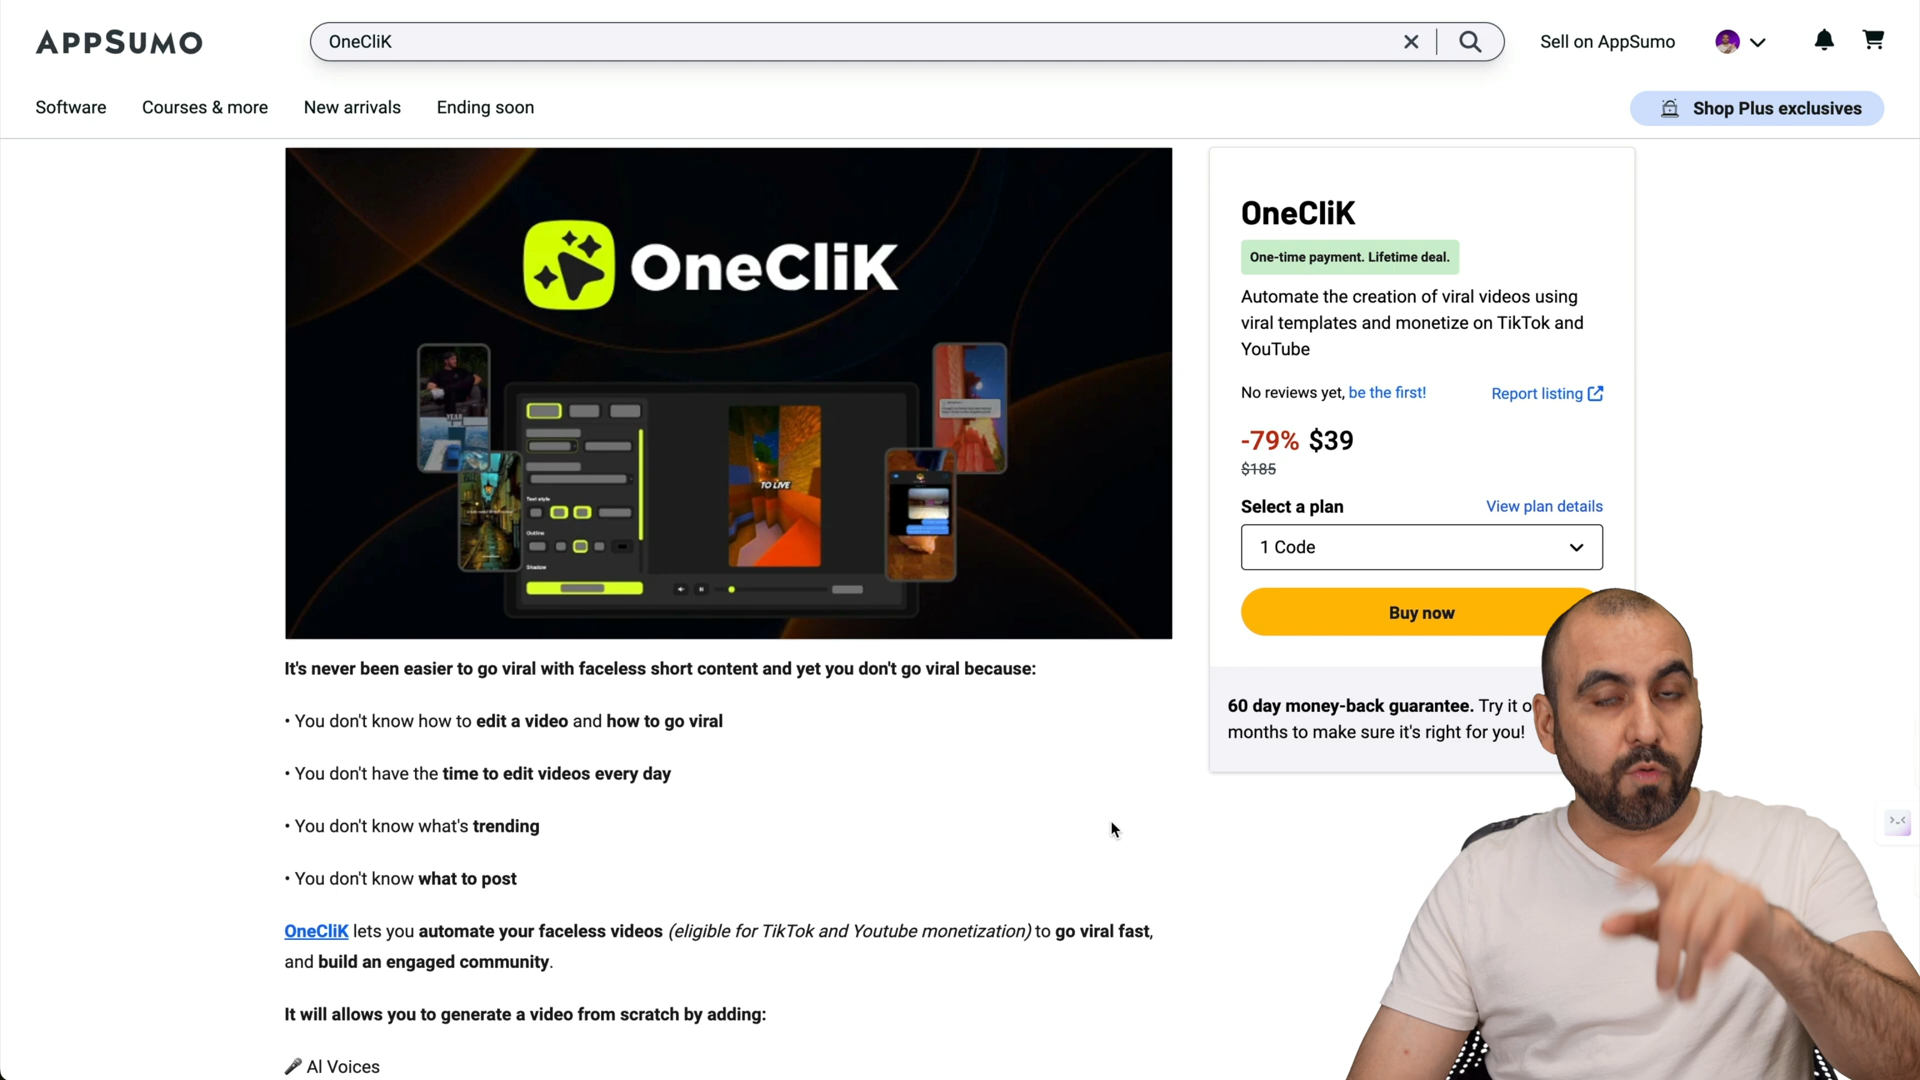 APPSUMO
OneCliK
Sell on AppSumo
Software
Courses & more
New arrivals
Ending soon
Shop Plus exclusives
OneCliK
TO LIVE
Text style
Outline
Shadow
OneCliK
One-time payment. Lifetime deal.
Automate the creation of viral videos using
viral templates and monetize on TikTok and
YouTube
No reviews yet, be the first!
Report listing
-79% $39
$185
Select a plan
View plan details
1 Code
Buy now
60 day money-back guarantee. Try it o
months to make sure it's right for you!
It's never been easier to go viral with faceless short content and yet you don't go viral because:
• You don't know how to edit a video and how to go viral
• You don't have the time to edit videos every day
• You don't know what's trending
• You don't know what to post
OneCliK lets you automate your faceless videos (eligible for TikTok and Youtube monetization) to go viral fast,
and build an engaged community.
It will allows you to generate a video from scratch by adding:
🎤 AI Voices